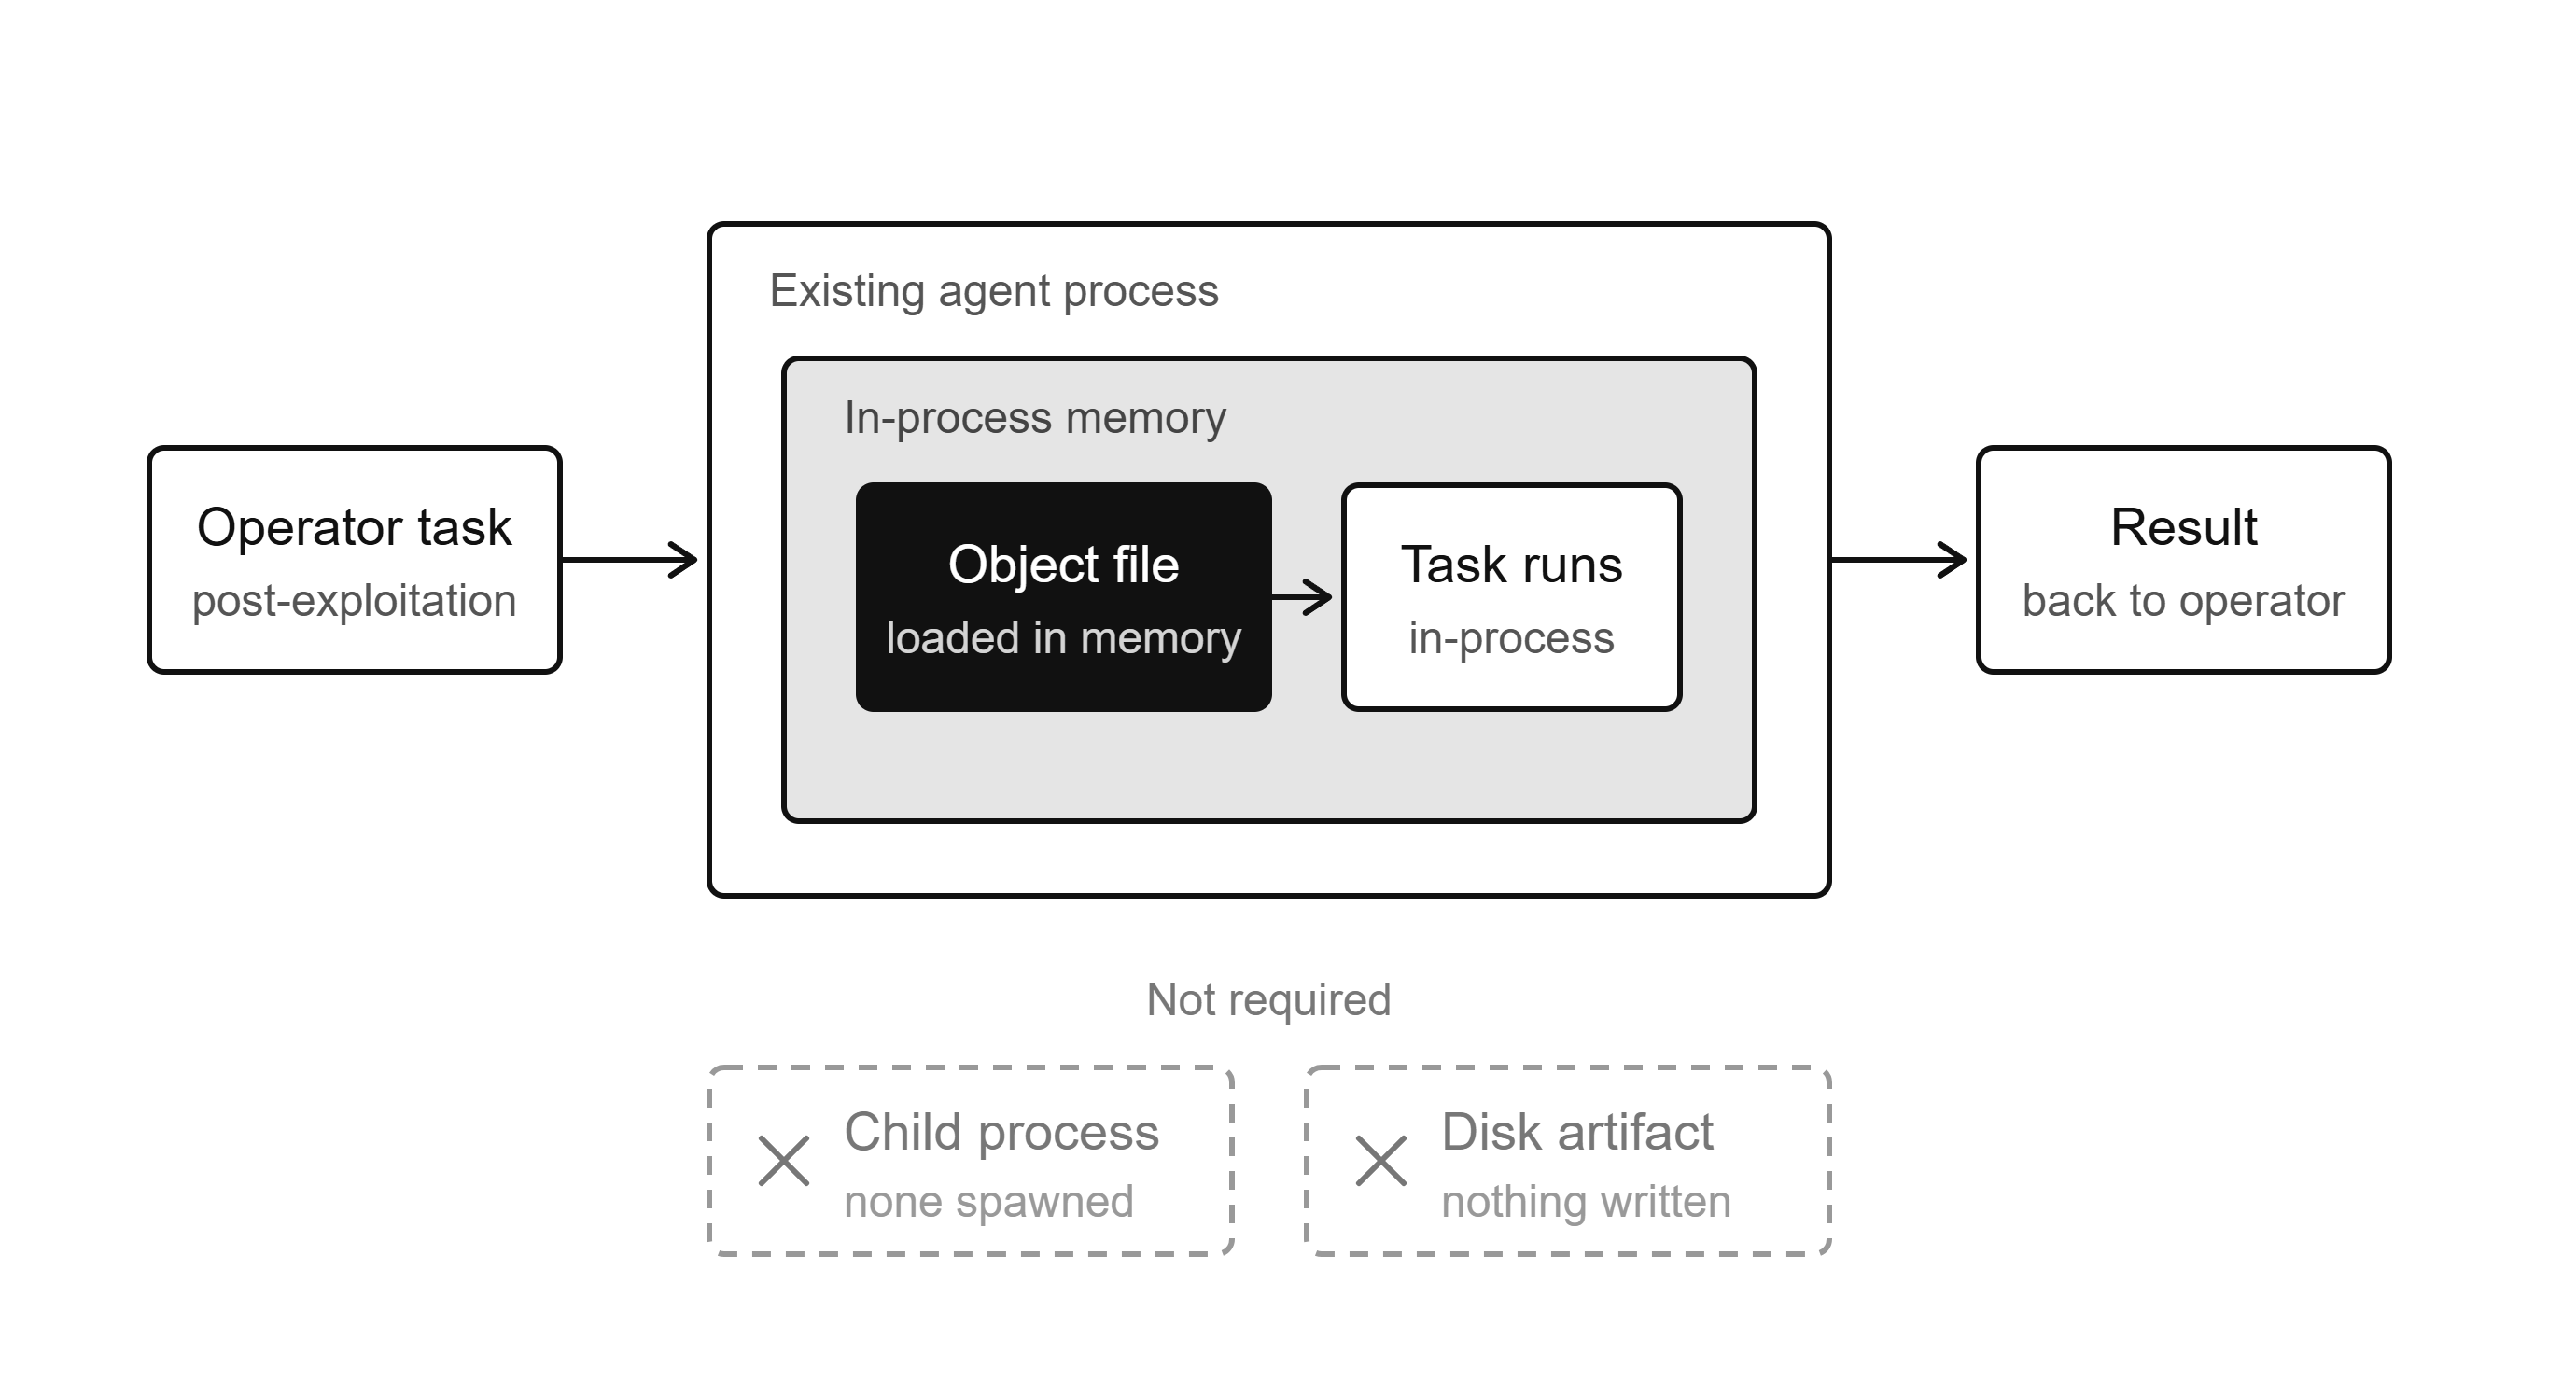 Existing agent process
In-process memory
Operator task
post-exploitation
Object file
loaded in memory
Task runs
in-process
Result
back to operator
Not required
Child process
none spawned
Disk artifact
nothing written